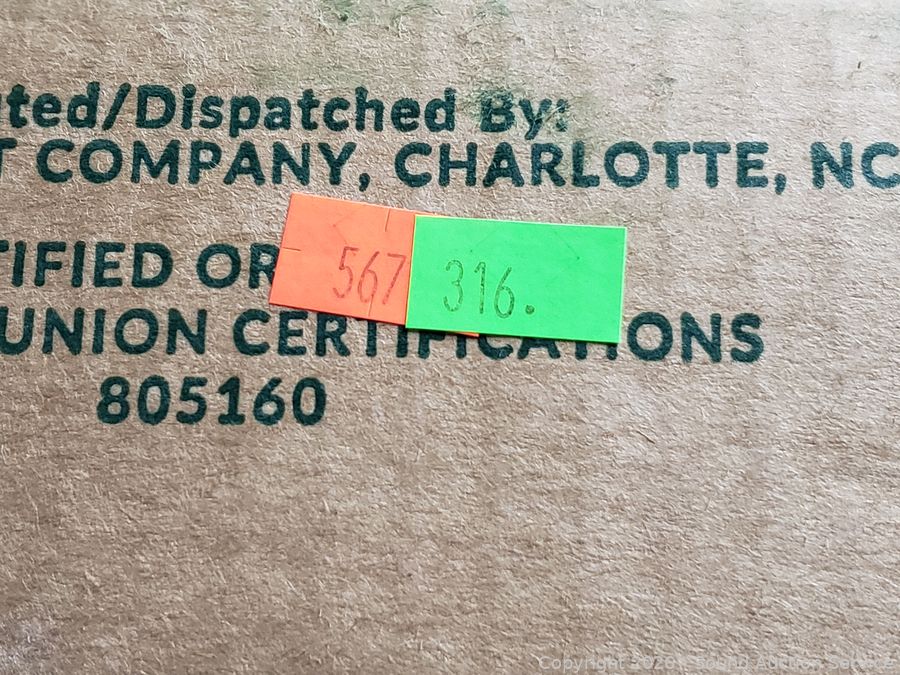 ted/Dispatched By:
T COMPANY, CHARLOTTE, NC
TIFIED OR
567
316.
UNION CERTIFICATIONS
805160
Copyright 2020 Sound Auction Service